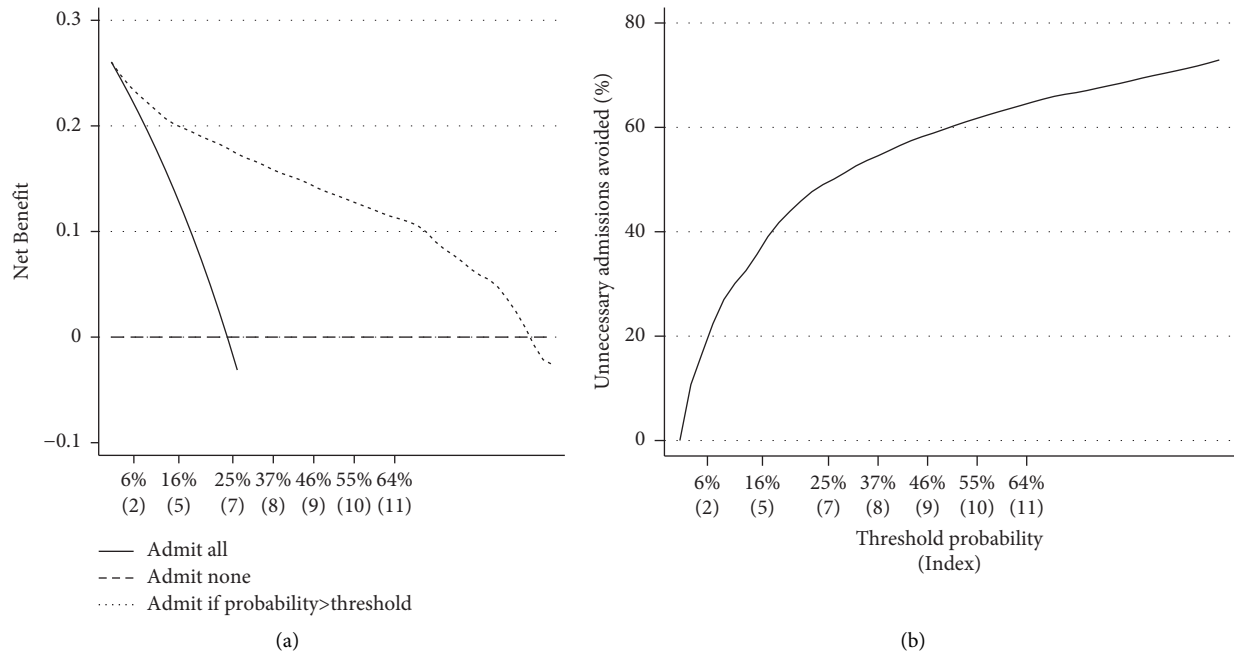 0.3
0.2
0.1
0
−0.1
Net Benefit
6% 16% 25% 37% 46% 55% 64%
(2) (5) (7) (8) (9) (10) (11)
Admit all
Admit none
Admit if probability>threshold
(a)
80
60
40
20
0
Unnecessary admissions avoided (%)
6% 16% 25% 37% 46% 55% 64%
(2) (5) (7) (8) (9) (10) (11)
Threshold probability
(Index)
(b)